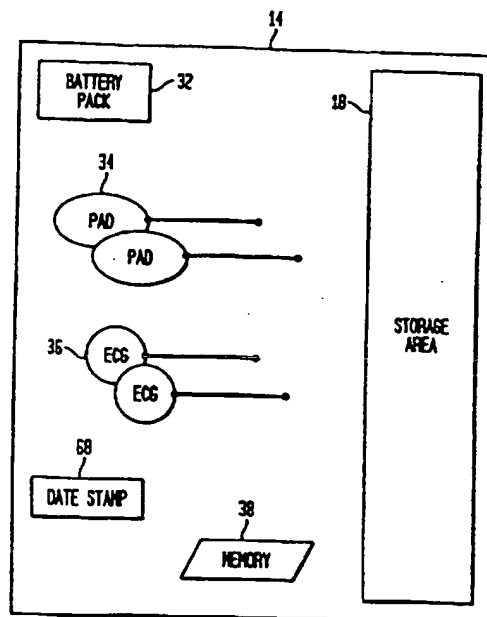 14
BATTERY
PACK
32
18
34
PAD
PAD
STORAGE
AREA
36
ECG
ECG
68
DATE STAMP
38
MEMORY